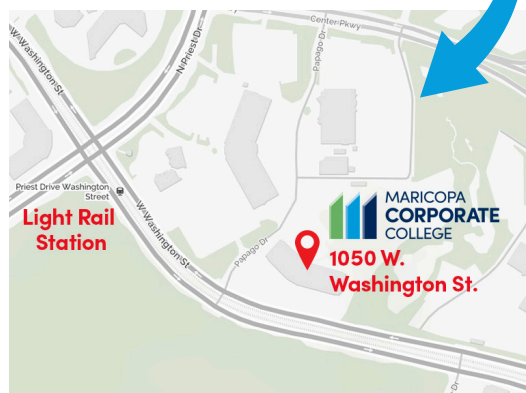 Center Pkwy
N Priest Dr
Papago Dr
W Washington St
Priest Drive Washington
Street
Light Rail
Station
W Washington St
Papago Dr
MARICOPA
CORPORATE
COLLEGE
1050 W.
Washington St.
Dr